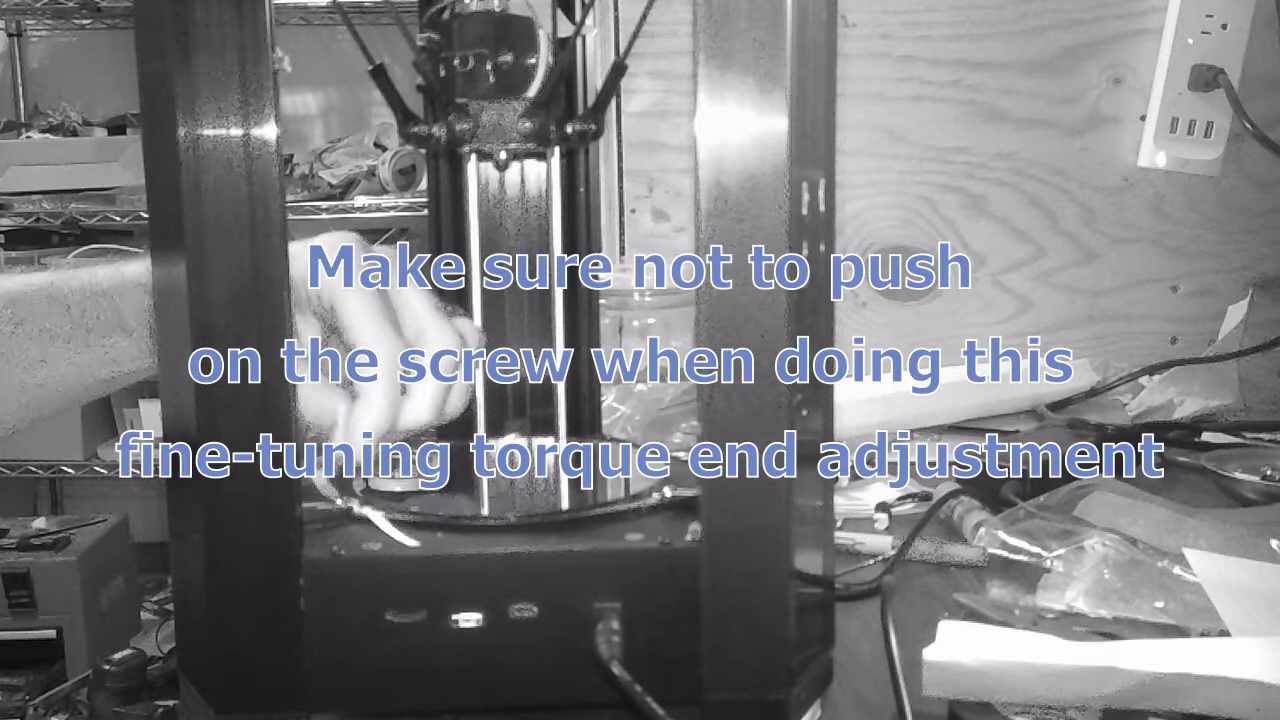 Make sure not to push
on the screw when doing this
fine-tuning torque end adjustment